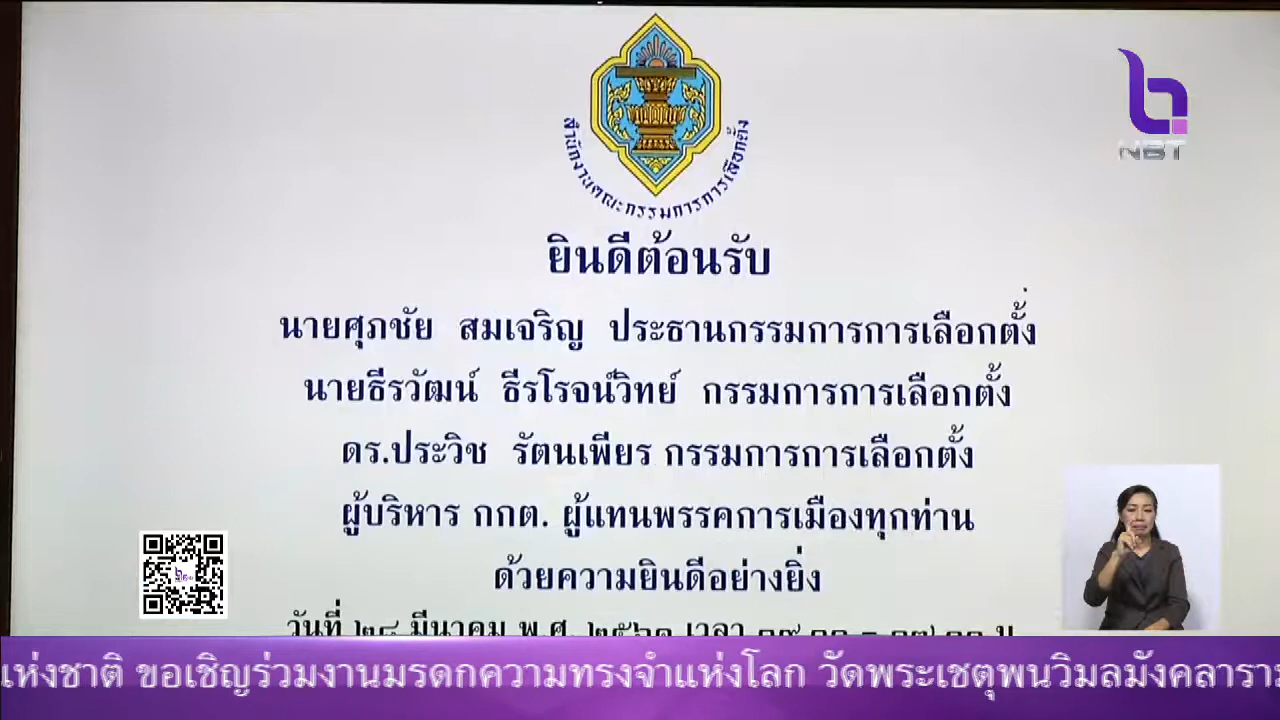 สำนักงานคณะกรรมการการเลือกตั้ง
NBT
ยินดีต้อนรับ
นายศุภชัย สมเจริญ ประธานกรรมการการเลือกตั้ง
นายธีรวัฒน์ ธีรโรจน์วิทย์ กรรมการการเลือกตั้ง
ดร.ประวิช รัตนเพียร กรรมการการเลือกตั้ง
ผู้บริหาร กกต. ผู้แทนพรรคการเมืองทุกท่าน
ด้วยความยินดีอย่างยิ่ง
วันที่ ๒๘ มีนาคม พ.ศ. ๒๕๖๑ เวลา
แห่งชาติ ขอเชิญร่วมงานมรดกความทรงจำแห่งโลก วัดพระเชตุพนวิมลมังคลาราม